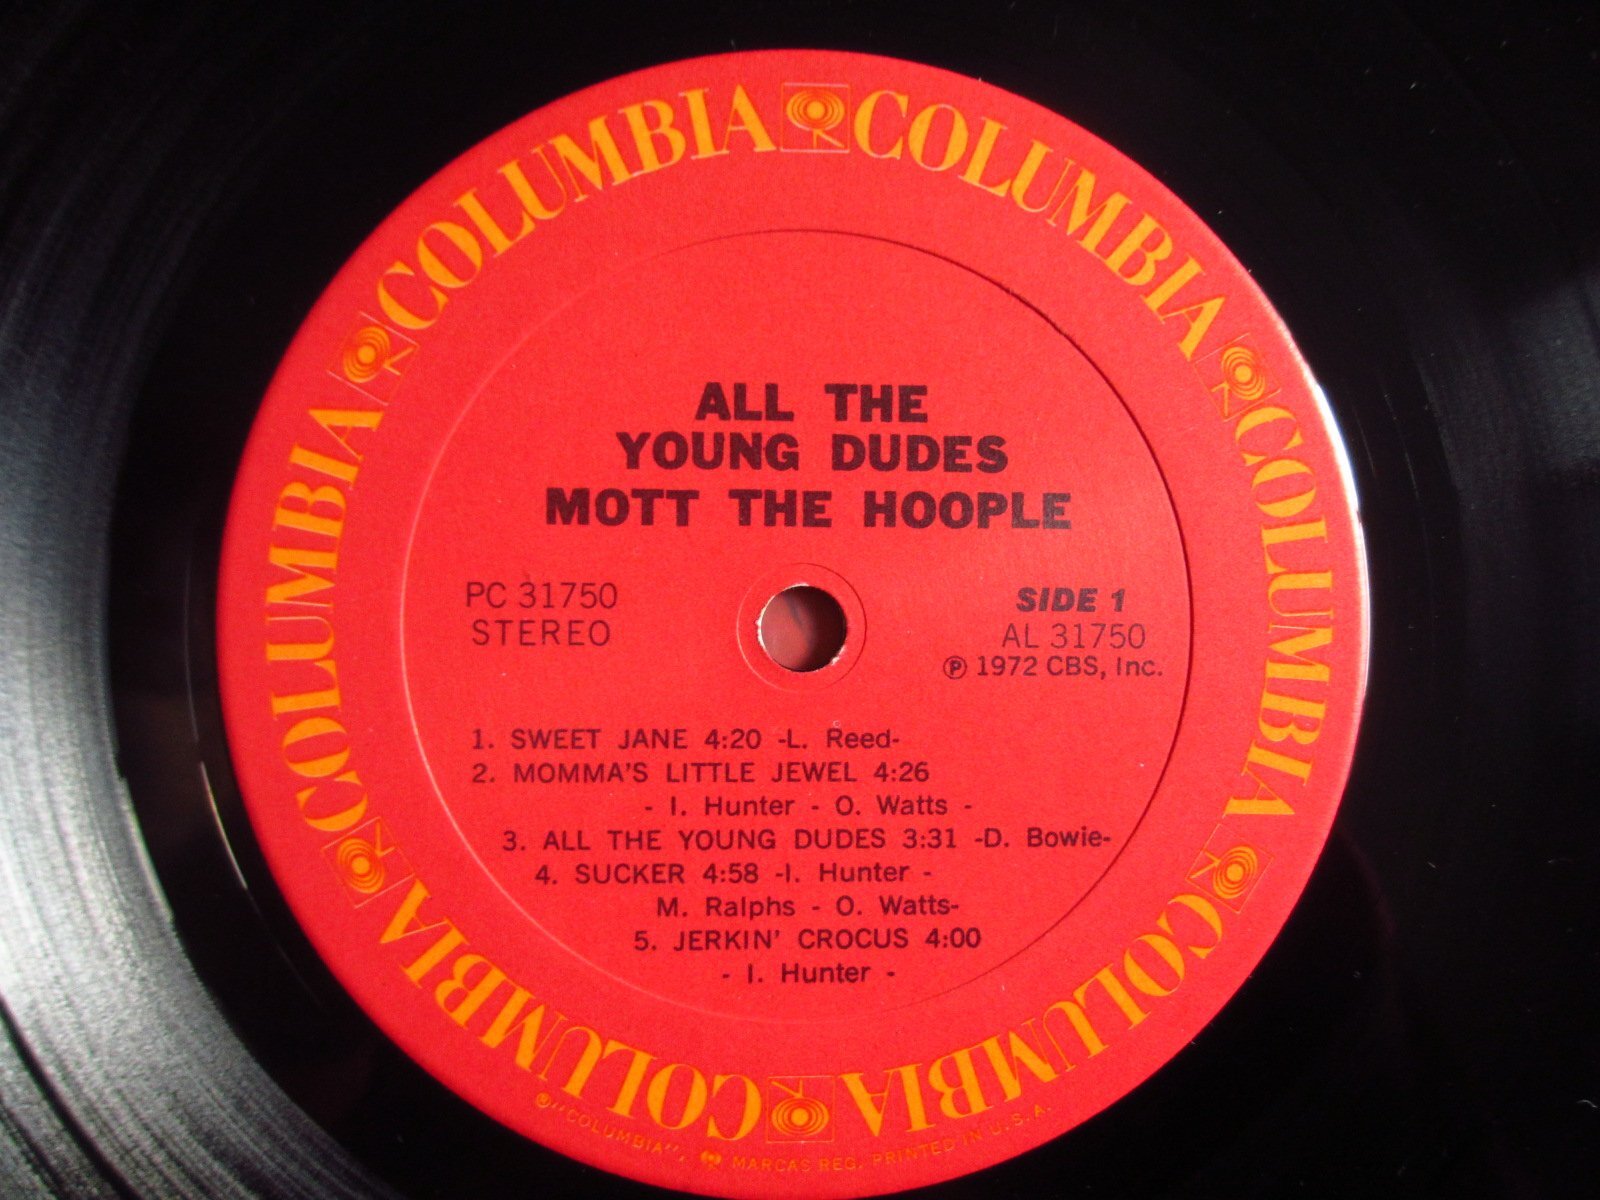 COLUMBIA COLUMBIA COLUMBIA COLUMBIA COLUMBIA COLUMBIA
ALL THE
YOUNG DUDES
MOTT THE HOOPLE
PC 31750
STEREO
SIDE 1
AL 31750
℗ 1972 CBS, Inc.
1. SWEET JANE 4:20 -L. Reed-
2. MOMMA'S LITTLE JEWEL 4:26
- I. Hunter - O. Watts -
3. ALL THE YOUNG DUDES 3:31 -D. Bowie-
4. SUCKER 4:58 -I. Hunter -
M. Ralphs - O. Watts-
5. JERKIN' CROCUS 4:00
- I. Hunter -
® "COLUMBIA", MARCAS REG. PRINTED IN U.S.A.